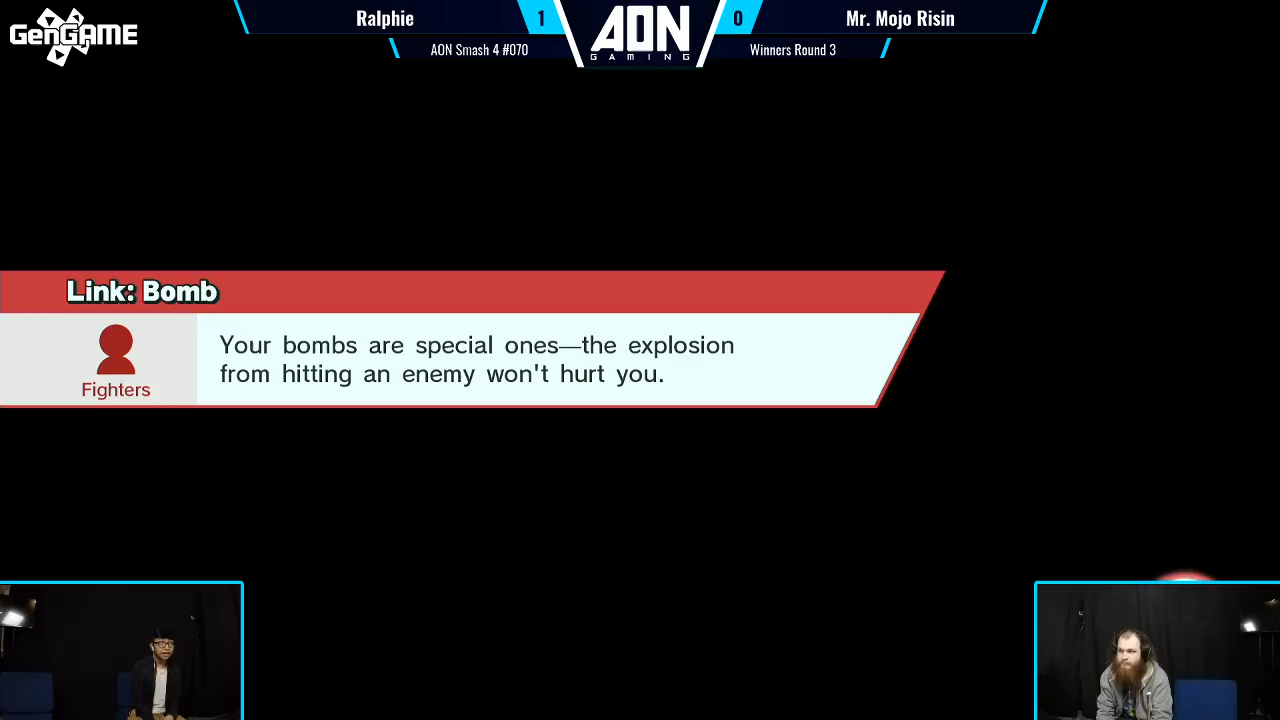 GENGAME
Ralphie
1
AON
GAMING
0
Mr. Mojo Risin
AON Smash 4 #070
Winners Round 3
Link: Bomb
Your bombs are special ones—the explosion
from hitting an enemy won't hurt you.
Fighters